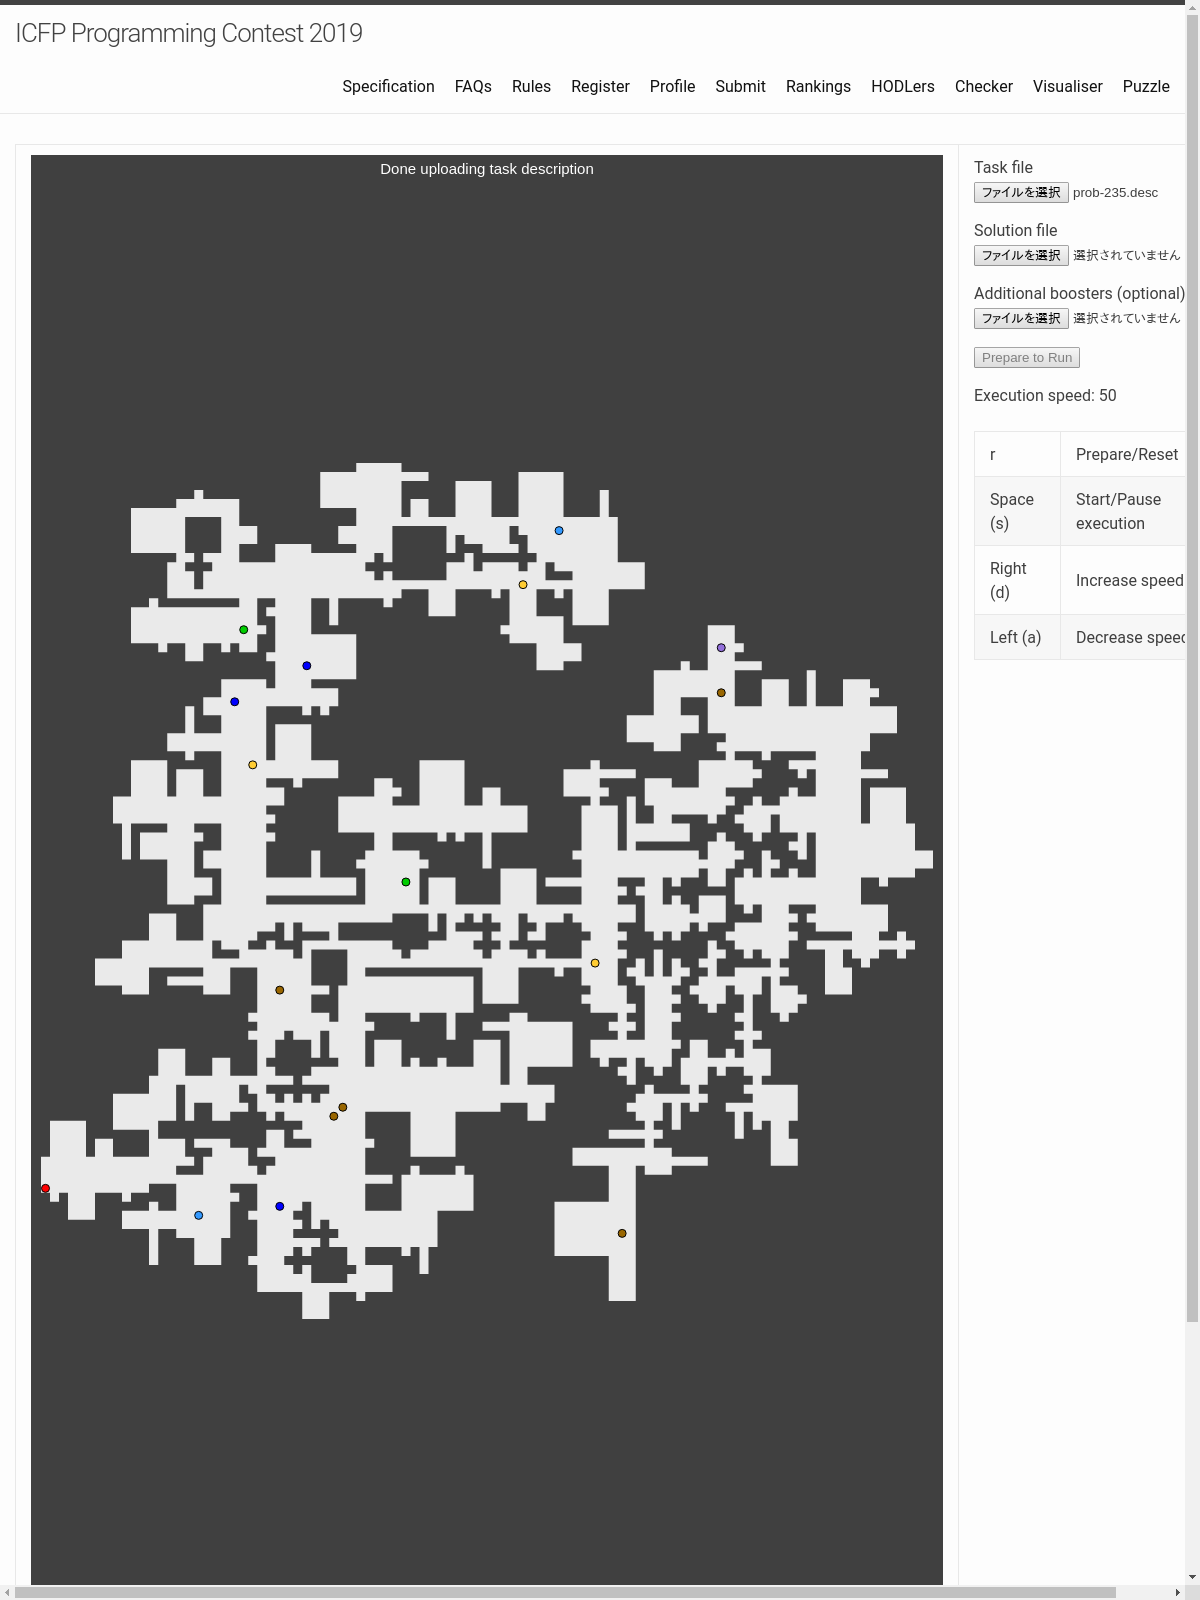 ICFP Programming Contest 2019
Specification FAQs Rules Register Profile Submit Rankings HODLers Checker Visualiser Puzzle
Done uploading task description
Task file
ファイルを選択 prob-235.desc
Solution file
ファイルを選択 選択されていません
Additional boosters (optional)
ファイルを選択 選択されていません
Prepare to Run
Execution speed: 50
r Prepare/Reset
Space (s) Start/Pause execution
Right (d) Increase speed
Left (a) Decrease speed